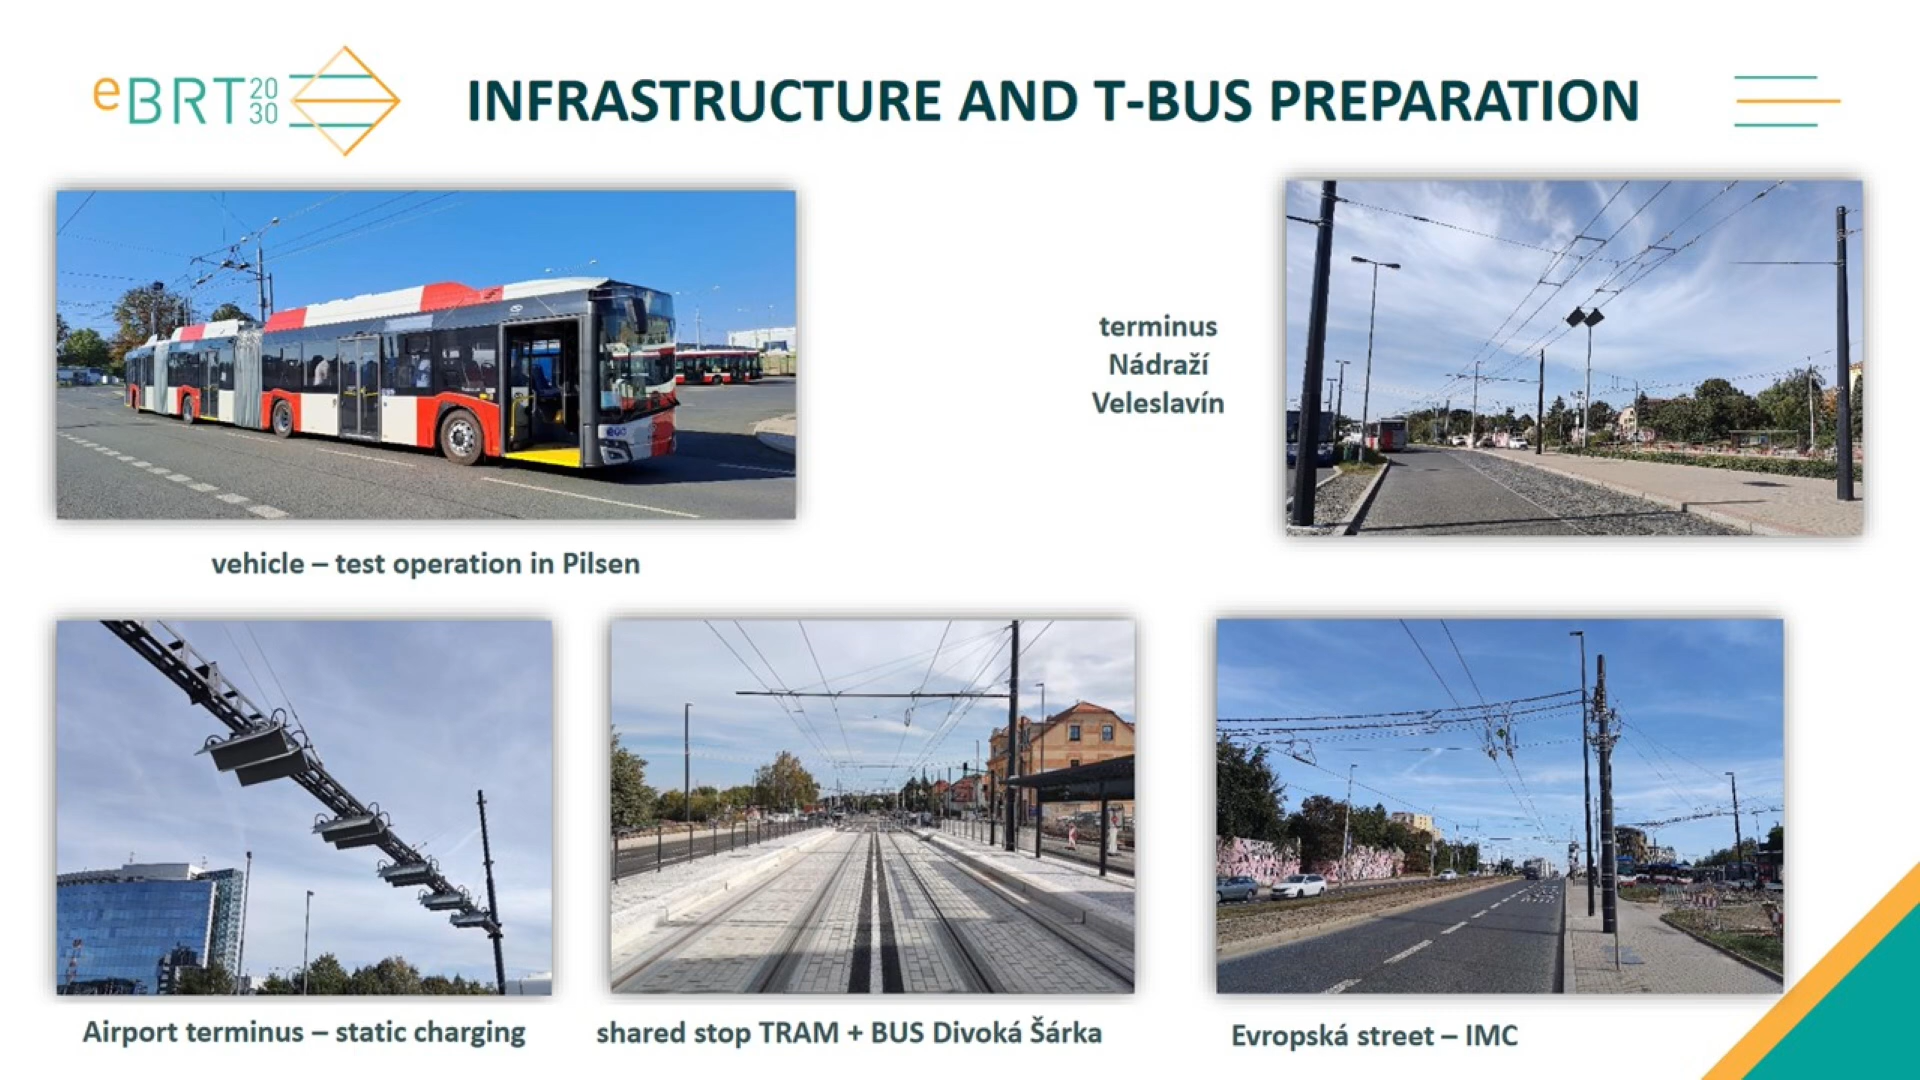 eBRT 20 30
INFRASTRUCTURE AND T-BUS PREPARATION
vehicle – test operation in Pilsen
terminus
Nádraží
Veleslavín
Airport terminus – static charging
shared stop TRAM + BUS Divoká Šárka
Evropská street – IMC